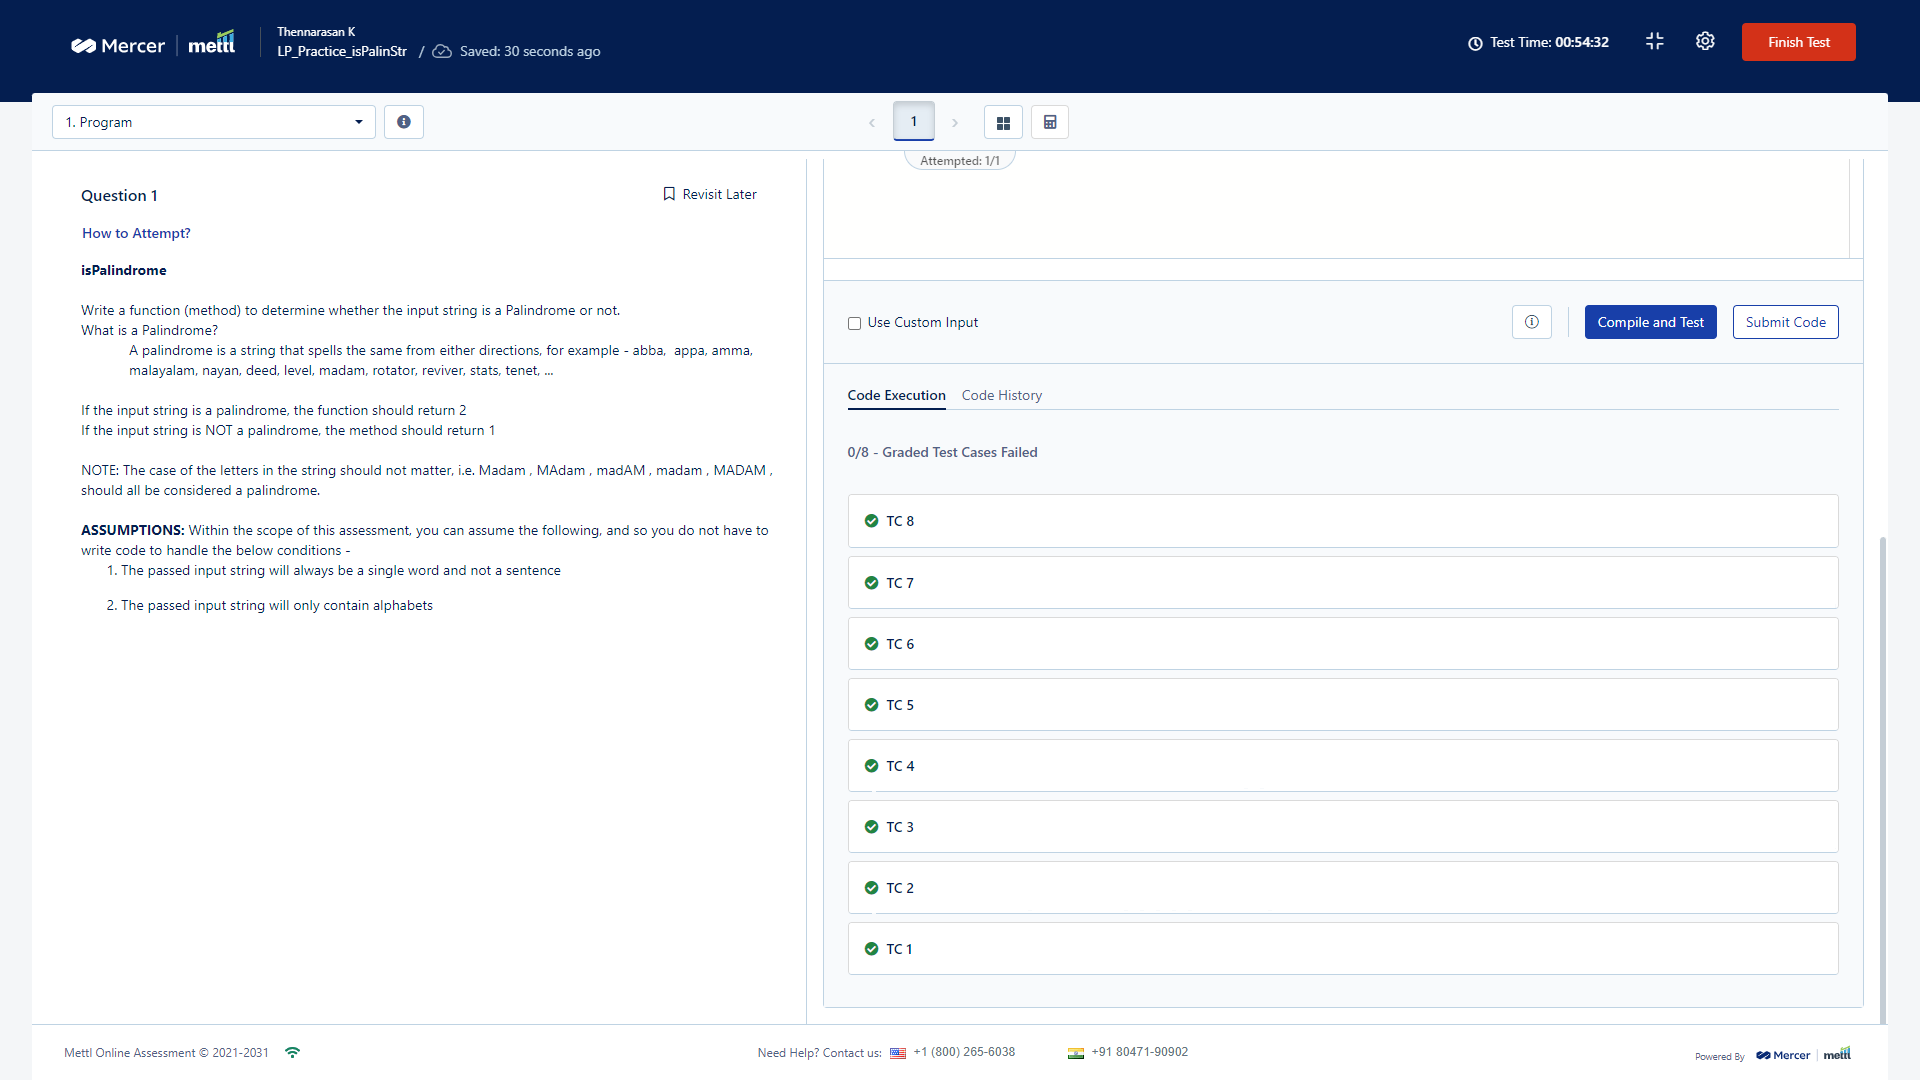 Mercer | mettl
Thennarasan K
LP_Practice_isPalinStr / Saved: 30 seconds ago
Test Time: 00:54:32
Finish Test
1. Program
1
Attempted: 1/1
Question 1
Revisit Later
How to Attempt?
isPalindrome
Write a function (method) to determine whether the input string is a Palindrome or not.
What is a Palindrome?
A palindrome is a string that spells the same from either directions, for example - abba, appa, amma,
malayalam, nayan, deed, level, madam, rotator, reviver, stats, tenet, ...
If the input string is a palindrome, the function should return 2
If the input string is NOT a palindrome, the method should return 1
NOTE: The case of the letters in the string should not matter, i.e. Madam , MAdam , madAM , madam , MADAM ,
should all be considered a palindrome.
ASSUMPTIONS: Within the scope of this assessment, you can assume the following, and so you do not have to
write code to handle the below conditions -
1. The passed input string will always be a single word and not a sentence
2. The passed input string will only contain alphabets
Use Custom Input
Compile and Test
Submit Code
Code Execution
Code History
0/8 - Graded Test Cases Failed
TC 8
TC 7
TC 6
TC 5
TC 4
TC 3
TC 2
TC 1
Mettl Online Assessment © 2021-2031
Need Help? Contact us: +1 (800) 265-6038
+91 80471-90902
Powered By Mercer | mettl